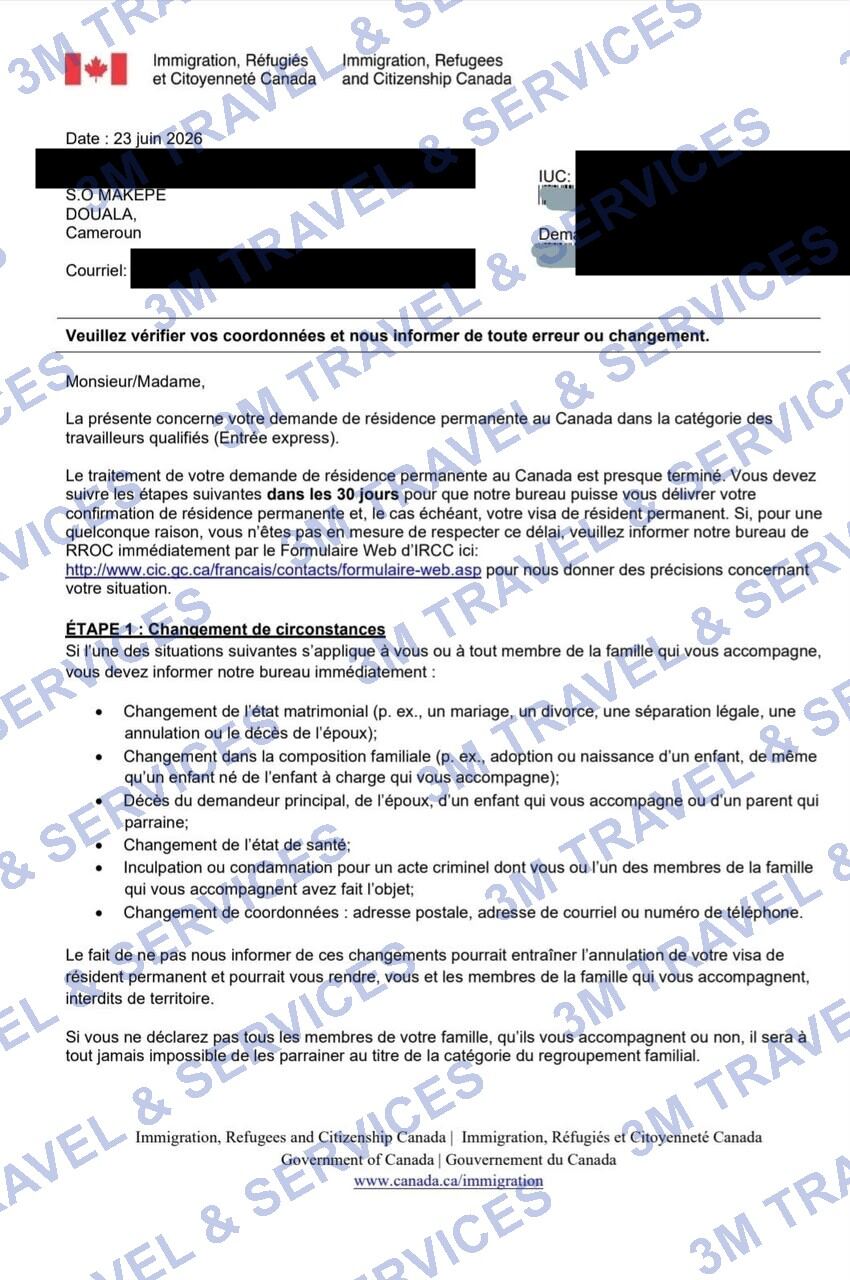 Immigration, Réfugiés Immigration, Refugees
et Citoyenneté Canada and Citizenship Canada
Date : 23 juin 2026
S.O MAKEPE
DOUALA,
Cameroun
IUC:
Courriel:
Veuillez vérifier vos coordonnées et nous informer de toute erreur ou changement.
Monsieur/Madame,
La présente concerne votre demande de résidence permanente au Canada dans la catégorie des
travailleurs qualifiés (Entrée express).
Le traitement de votre demande de résidence permanente au Canada est presque terminé. Vous devez
suivre les étapes suivantes dans les 30 jours pour que notre bureau puisse vous délivrer votre
confirmation de résidence permanente et, le cas échéant, votre visa de résident permanent. Si, pour une
quelconque raison, vous n'êtes pas en mesure de respecter ce délai, veuillez informer notre bureau de
RROC immédiatement par le Formulaire Web d'IRCC ici:
http://www.cic.gc.ca/francais/contacts/formulaire-web.asp pour nous donner des précisions concernant
votre situation.
ÉTAPE 1 : Changement de circonstances
Si l'une des situations suivantes s'applique à vous ou à tout membre de la famille qui vous accompagne,
vous devez informer notre bureau immédiatement :
• Changement de l'état matrimonial (p. ex., un mariage, un divorce, une séparation légale, une
annulation ou le décès de l'époux);
• Changement dans la composition familiale (p. ex., adoption ou naissance d'un enfant, de même
qu'un enfant né de l'enfant à charge qui vous accompagne);
• Décès du demandeur principal, de l'époux, d'un enfant qui vous accompagne ou d'un parent qui
parraine;
• Changement de l'état de santé;
• Inculpation ou condamnation pour un acte criminel dont vous ou l'un des membres de la famille
qui vous accompagnent avez fait l'objet;
• Changement de coordonnées : adresse postale, adresse de courriel ou numéro de téléphone.
Le fait de ne pas nous informer de ces changements pourrait entraîner l'annulation de votre visa de
résident permanent et pourrait vous rendre, vous et les membres de la famille qui vous accompagnent,
interdits de territoire.
Si vous ne déclarez pas tous les membres de votre famille, qu'ils vous accompagnent ou non, il sera à
tout jamais impossible de les parrainer au titre de la catégorie du regroupement familial.
Immigration, Refugees and Citizenship Canada | Immigration, Réfugiés et Citoyenneté Canada
Government of Canada | Gouvernement du Canada
www.canada.ca/immigration
3M TRAVEL & SERVICES